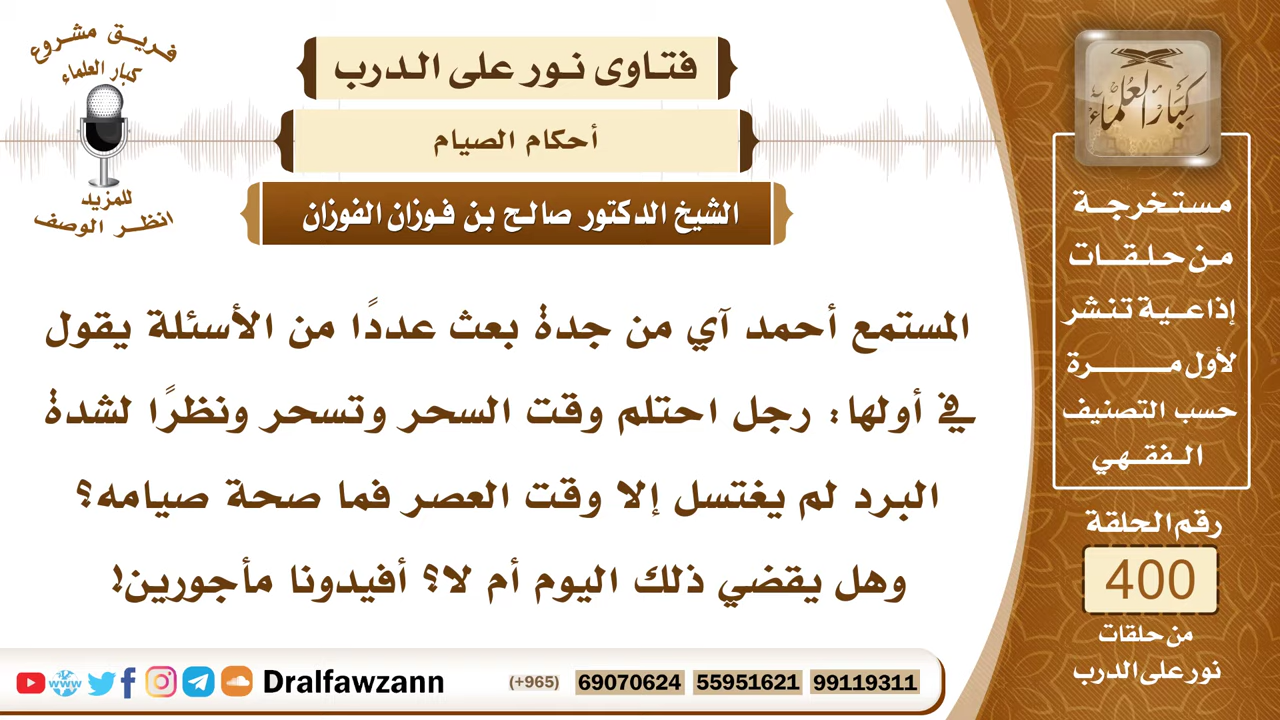 فريق مشروع
كبار العلماء
للمزيد
انظر الوصف
فتاوى نور على الدرب
أحكام الصيام
الشيخ الدكتور صالح بن فوزان الفوزان
المستمع أحمد آي من جدة بعث عددًا من الأسئلة يقول
في أولها: رجل احتلم وقت السحر وتسحر ونظرًا لشدة
البرد لم يغتسل إلا وقت العصر فما صحة صيامه؟
وهل يقضي ذلك اليوم أم لا؟ أفيدونا مأجورين!
كبار العلماء
مستخرجة
من حلقات
إذاعية تنشر
لأول مرة
حسب التصنيف
الفقهي
رقم الحلقة
400
من حلقات
نور على الدرب
www
Dralfawzann
(+965) 69070624 55951621 99119311